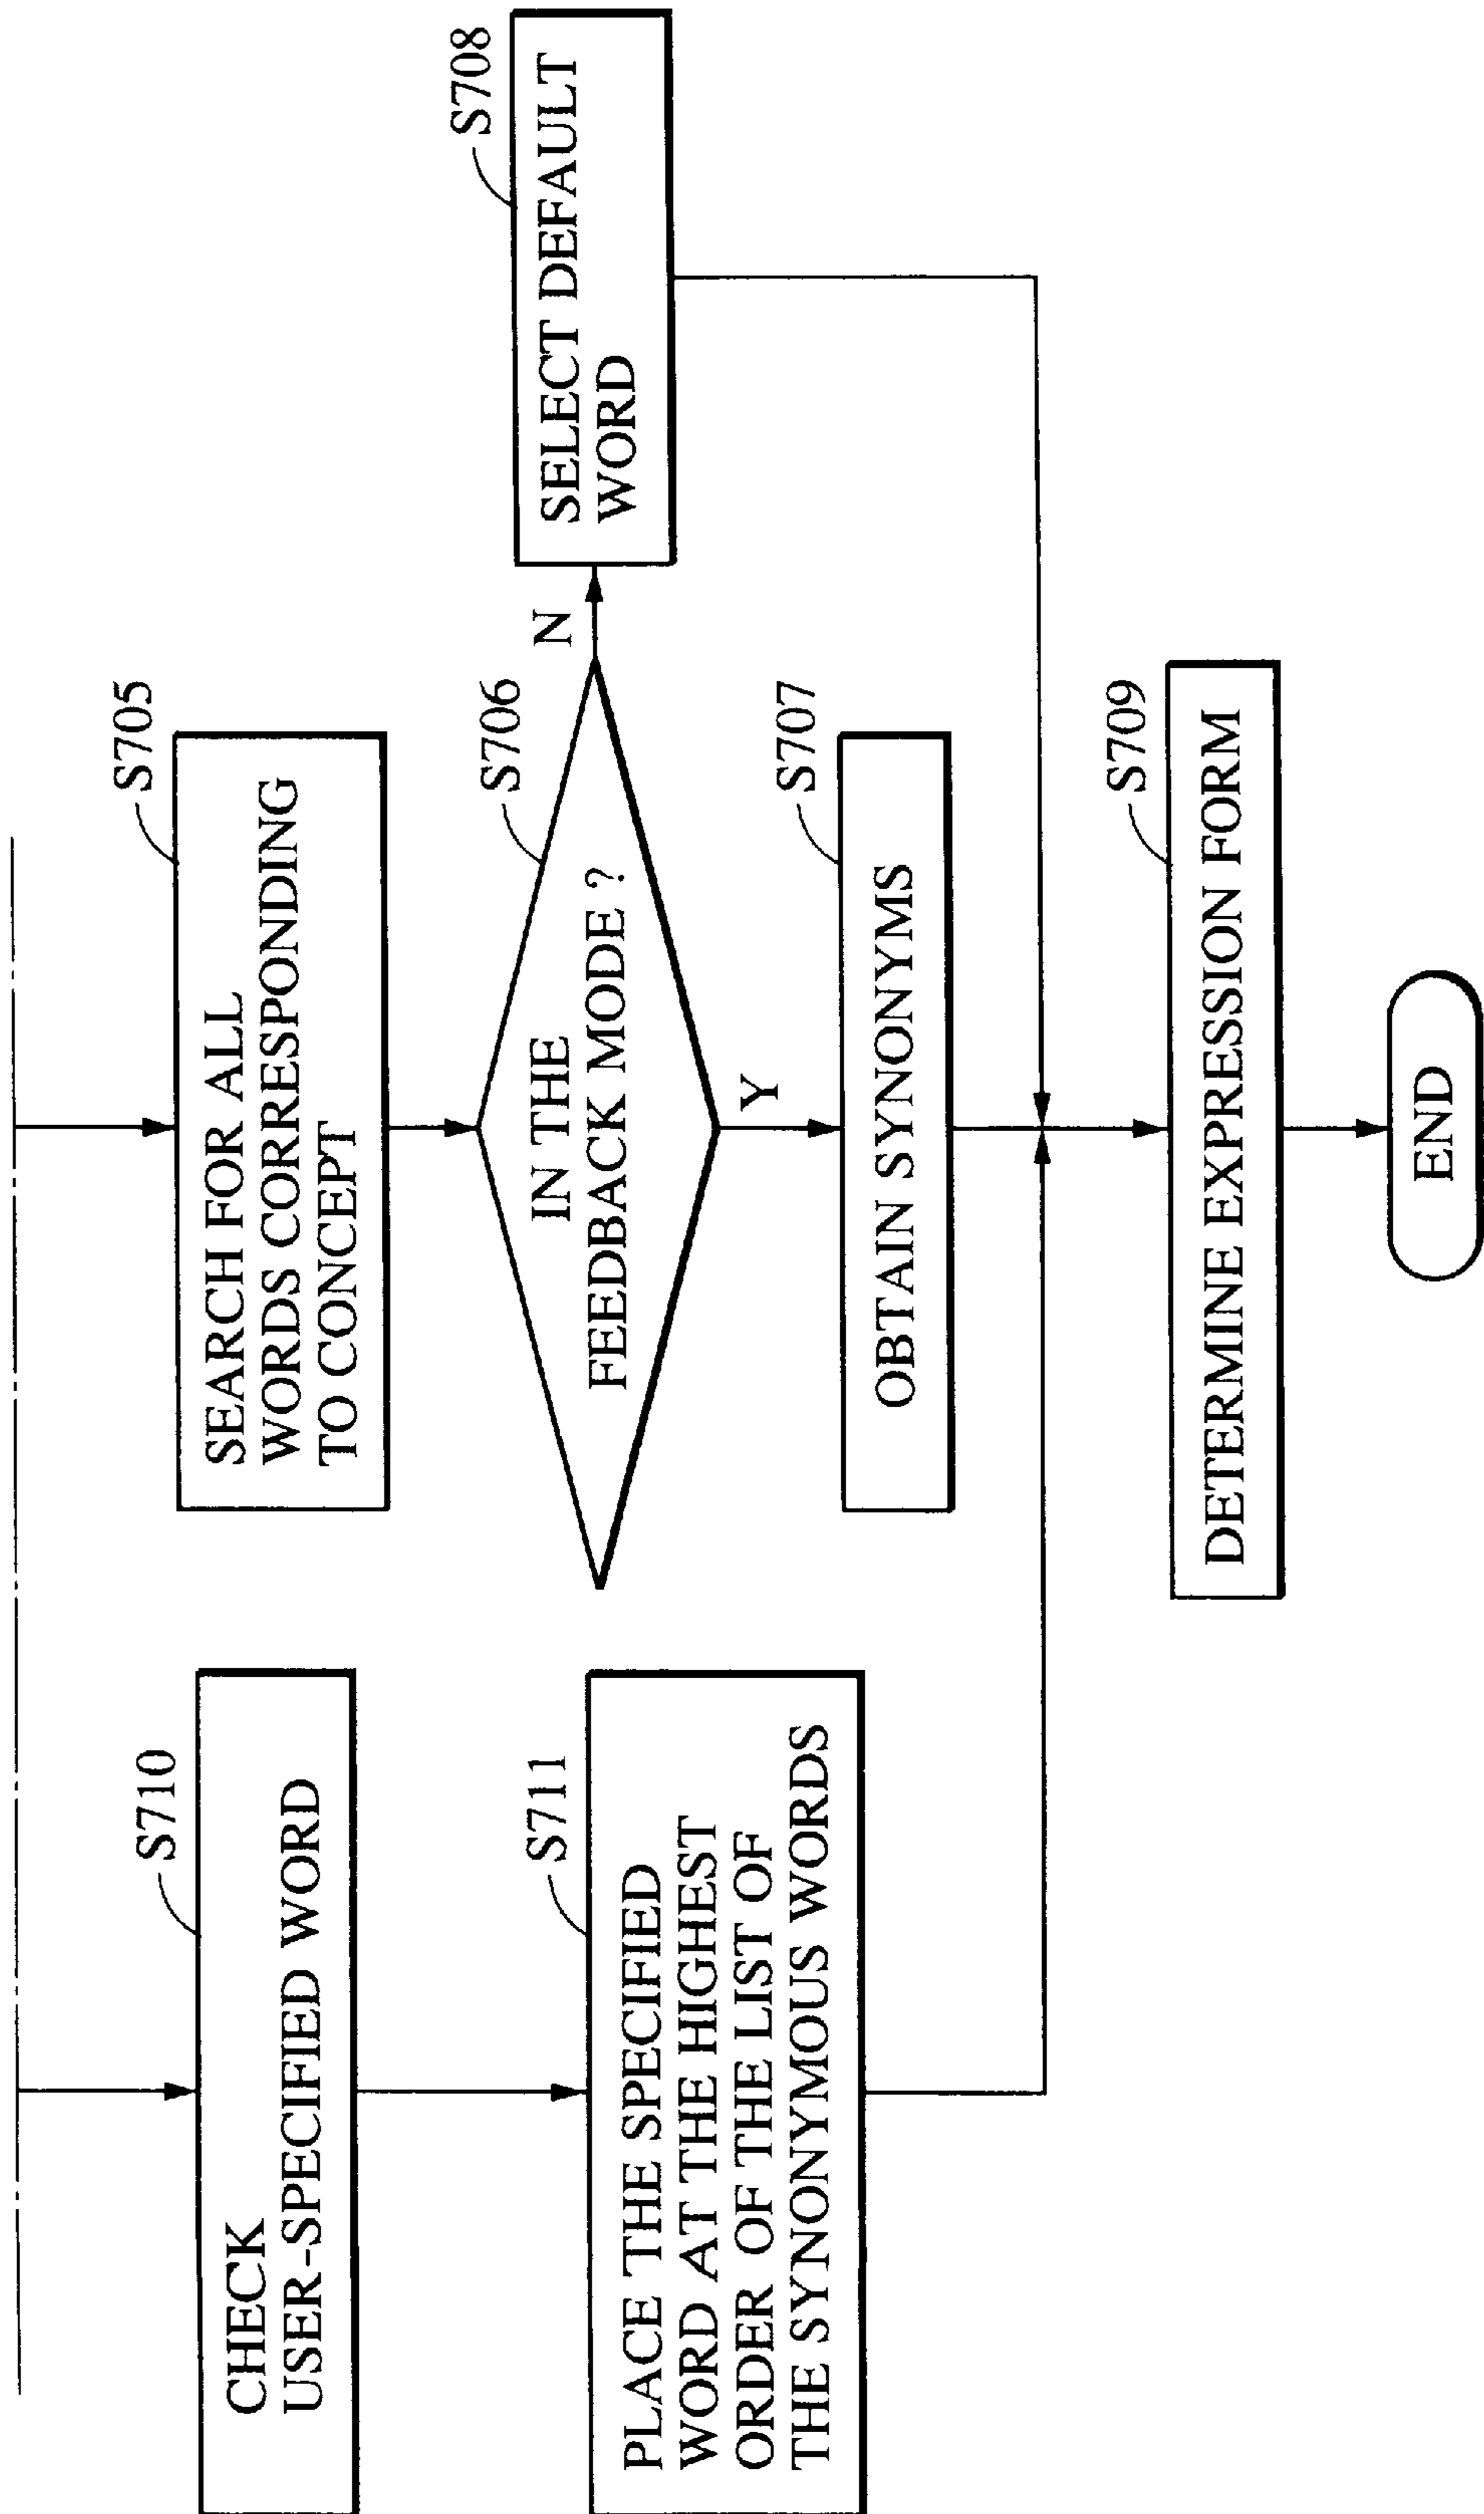 S710
CHECK
USER-SPECIFIED WORD
S711
PLACE THE SPECIFIED
WORD AT THE HIGHEST
ORDER OF THE LIST OF
THE SYNONYMOUS WORDS
S705
SEARCH FOR ALL
WORDS CORRESPONDING
TO CONCEPT
S706
IN THE
FEEDBACK MODE ?
N
Y
S708
SELECT DEFAULT
WORD
S707
OBTAIN SYNONYMS
S709
DETERMINE EXPRESSION FORM
END